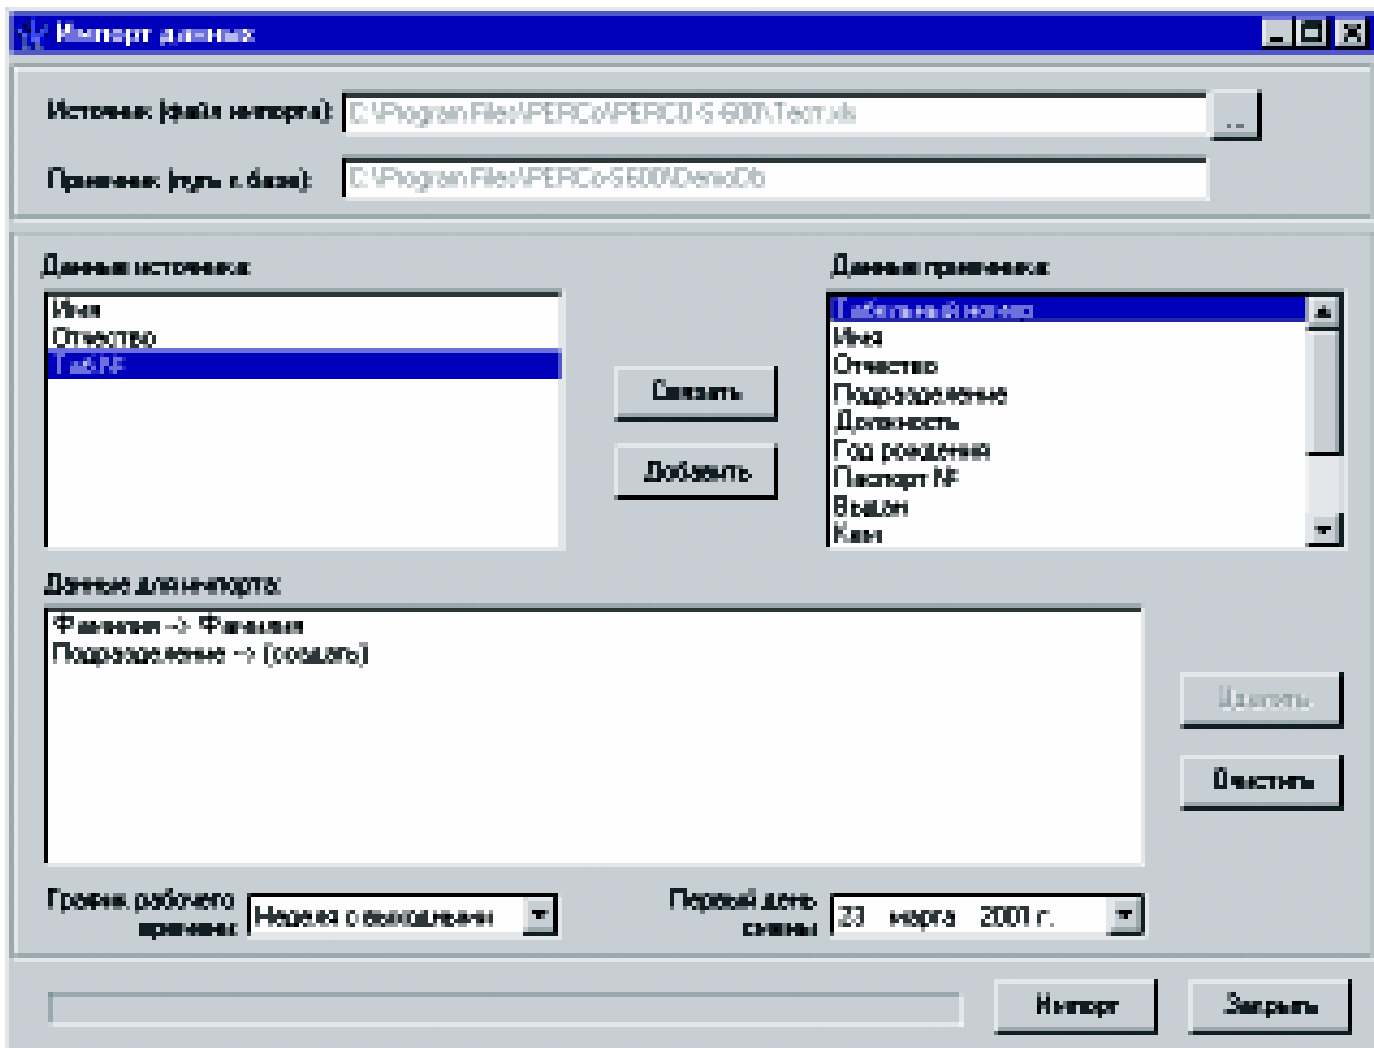 Импорт данных
Источник (файл импорта): C:\Program Files\PERCo\PERCO-S-600\Тест.xls ...
Приемник (путь к базе): C:\Program Files\PERCo-S600\DemoDb
Данные источника: Данные приемника:
Имя
Отчество
Таб.№
Табельный номер
Имя
Отчество
Подразделение
Должность
Год рождения
Паспорт №
Выдан
Кем
Связать
Добавить
Данные для импорта:
Фамилия -> Фамилия
Подразделение -> (создать)
Удалить
Очистить
График рабочего времени: Неделя с выходными
Первый день смены 23 марта 2001 г.
Импорт Закрыть